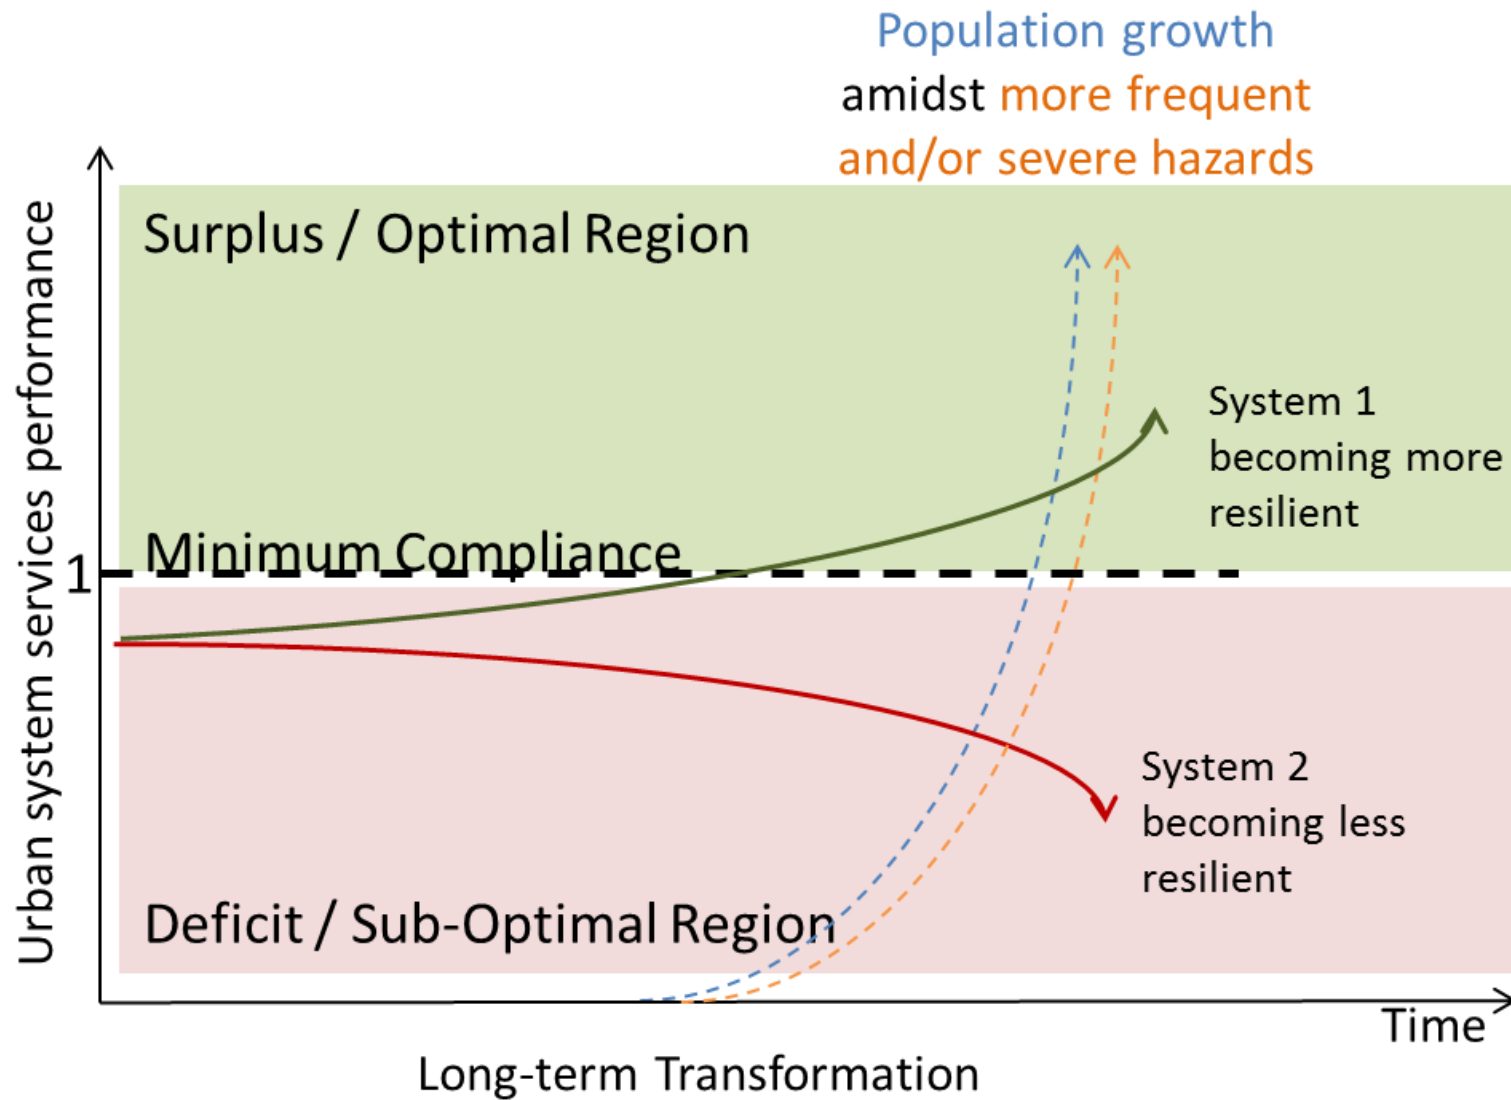 Population growth
amidst more frequent
and/or severe hazards
Urban system services performance
Surplus / Optimal Region
System 1
becoming more
resilient
Minimum Compliance
1
System 2
becoming less
resilient
Deficit / Sub-Optimal Region
Time
Long-term Transformation